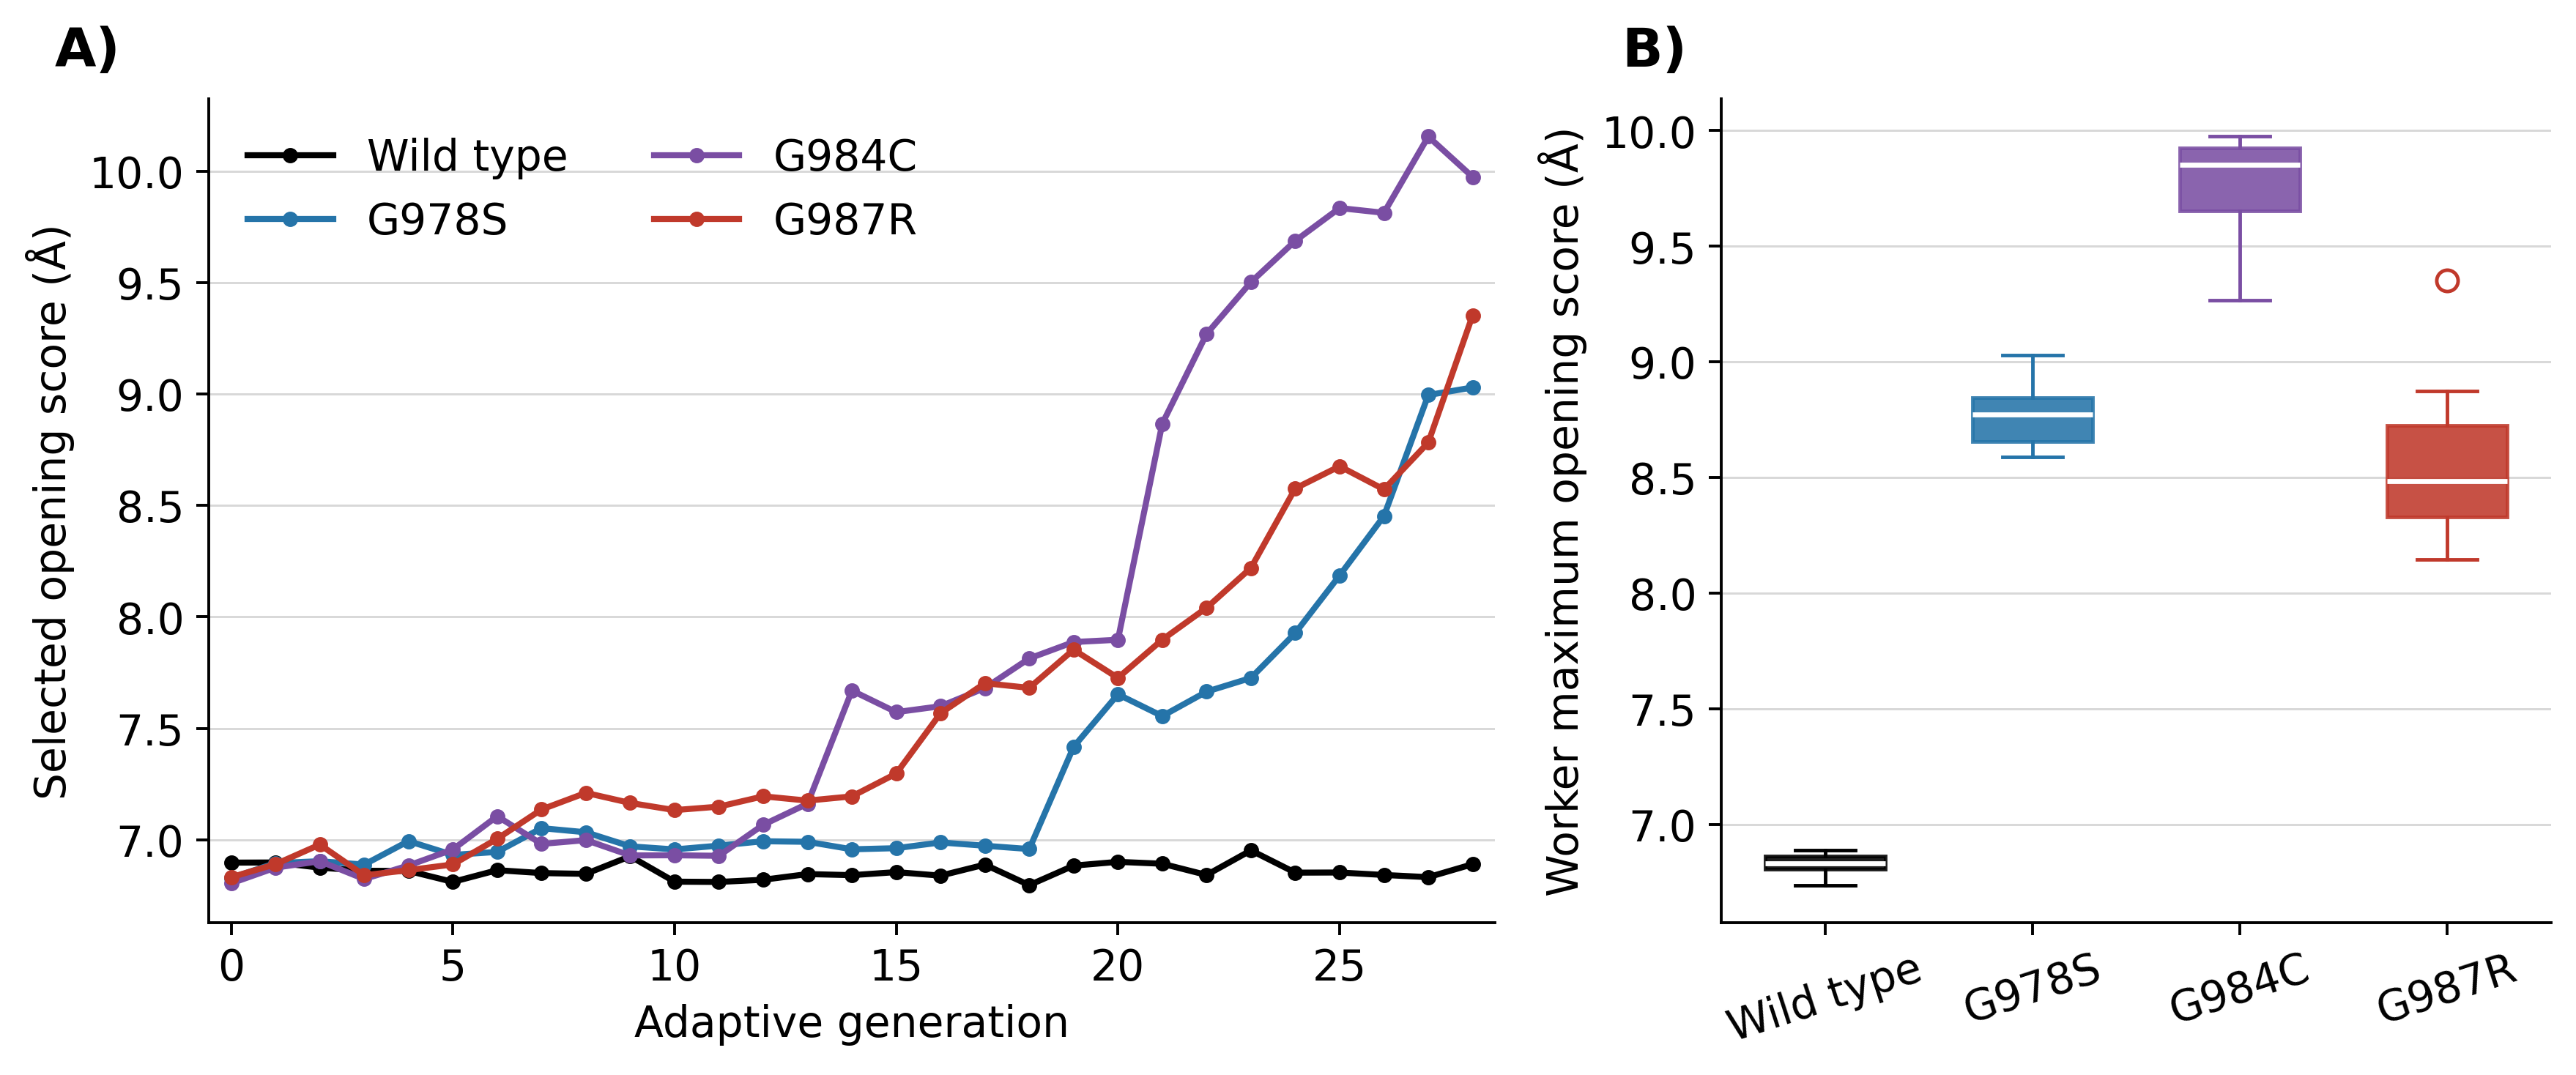 A)
Selected opening score (Å)
10.0
9.5
9.0
8.5
8.0
7.5
7.0
Wild type
G978S
G984C
G987R
0 5 10 15 20 25
Adaptive generation
B)
Worker maximum opening score (Å)
10.0
9.5
9.0
8.5
8.0
7.5
7.0
Wild type
G978S
G984C
G987R